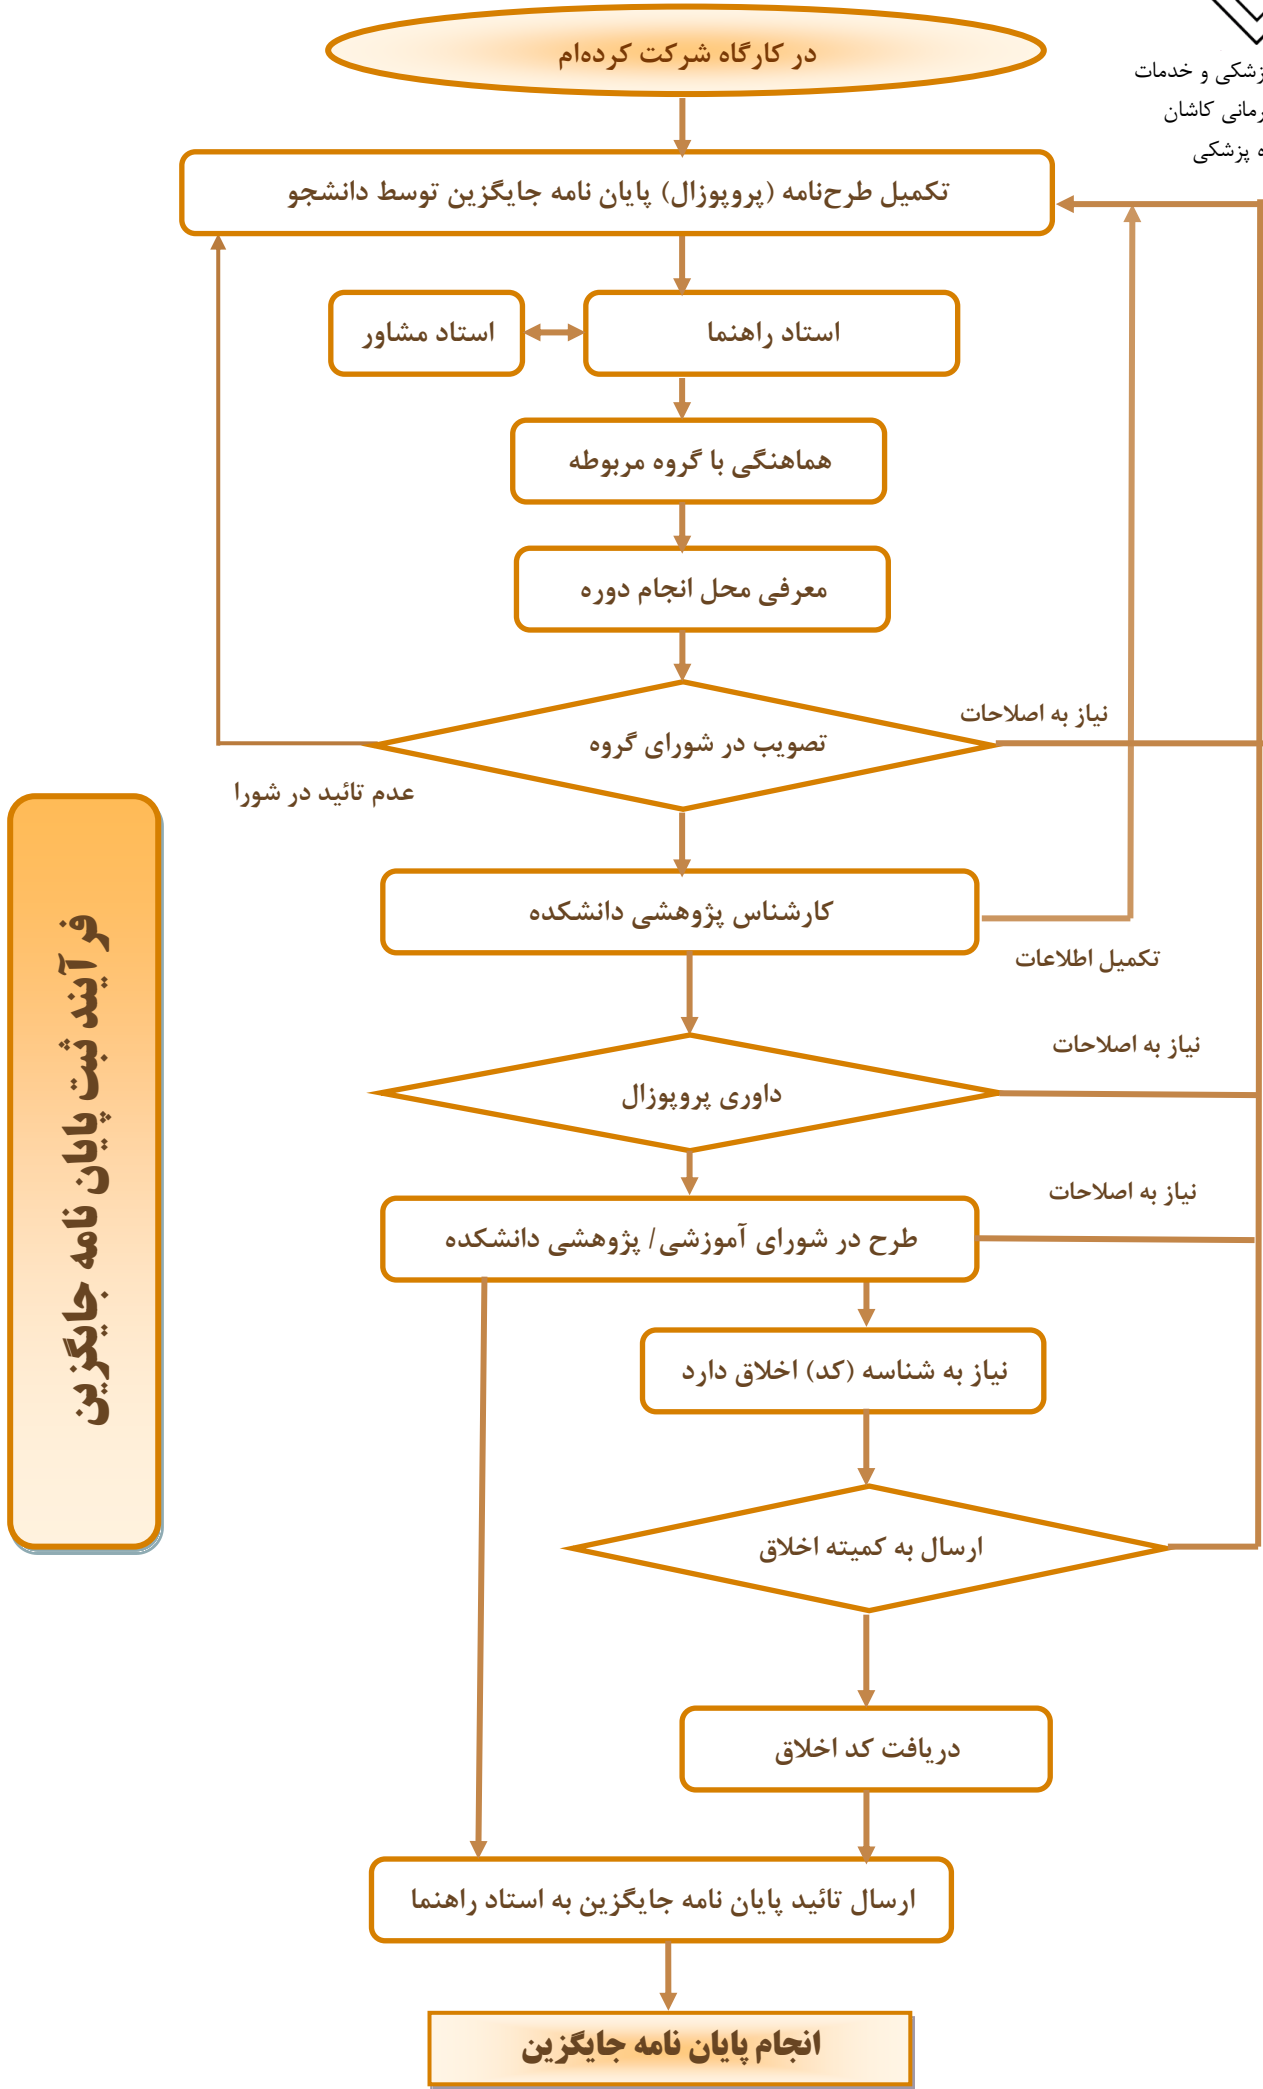 در کارگاه شرکت کرده‌ام
زشکی و خدمات
رمانی کاشان
ه پزشکی
تکمیل طرح‌نامه (پروپوزال) پایان نامه جایگزین توسط دانشجو
استاد راهنما
استاد مشاور
هماهنگی با گروه مربوطه
معرفی محل انجام دوره
نیاز به اصلاحات
تصویب در شورای گروه
عدم تائید در شورا
کارشناس پژوهشی دانشکده
تکمیل اطلاعات
نیاز به اصلاحات
داوری پروپوزال
نیاز به اصلاحات
طرح در شورای آموزشی/ پژوهشی دانشکده
نیاز به شناسه (کد) اخلاق دارد
ارسال به کمیته اخلاق
دریافت کد اخلاق
ارسال تائید پایان نامه جایگزین به استاد راهنما
انجام پایان نامه جایگزین
فرآیند ثبت پایان نامه جایگزین